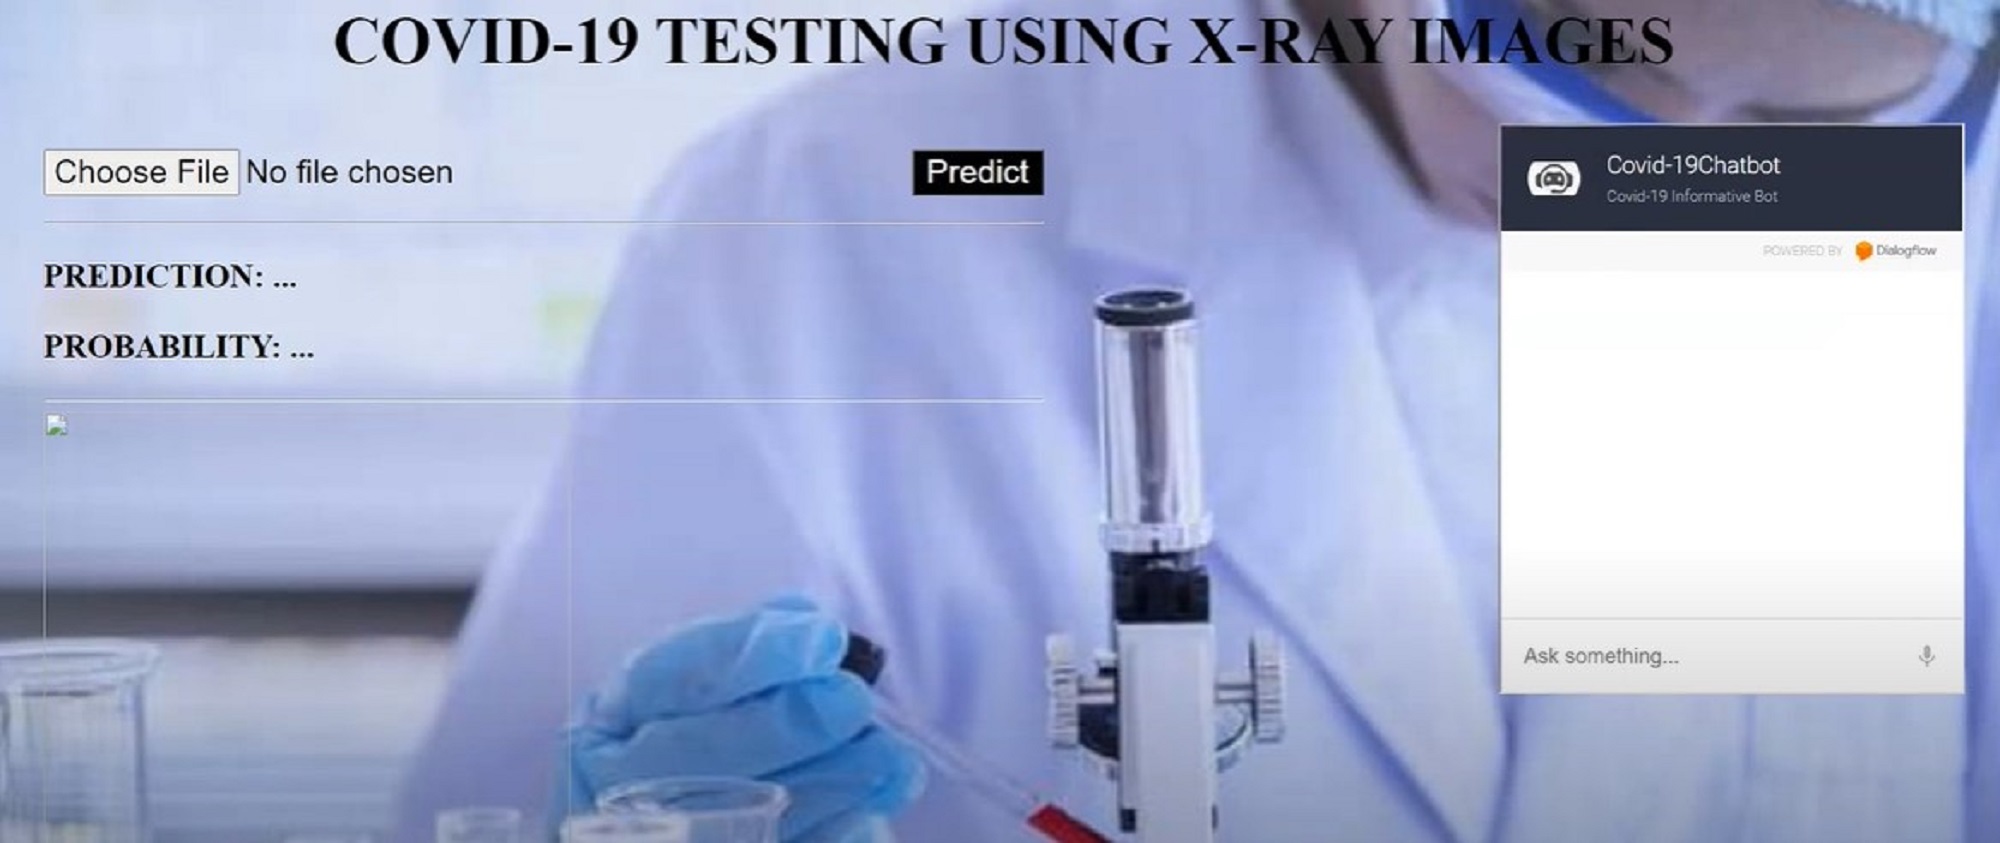 COVID-19 TESTING USING X-RAY IMAGES
Choose File No file chosen
Predict
PREDICTION: ...
PROBABILITY: ...
Covid-19Chatbot
Covid-19 Informative Bot
POWERED BY Dialogflow
Ask something...